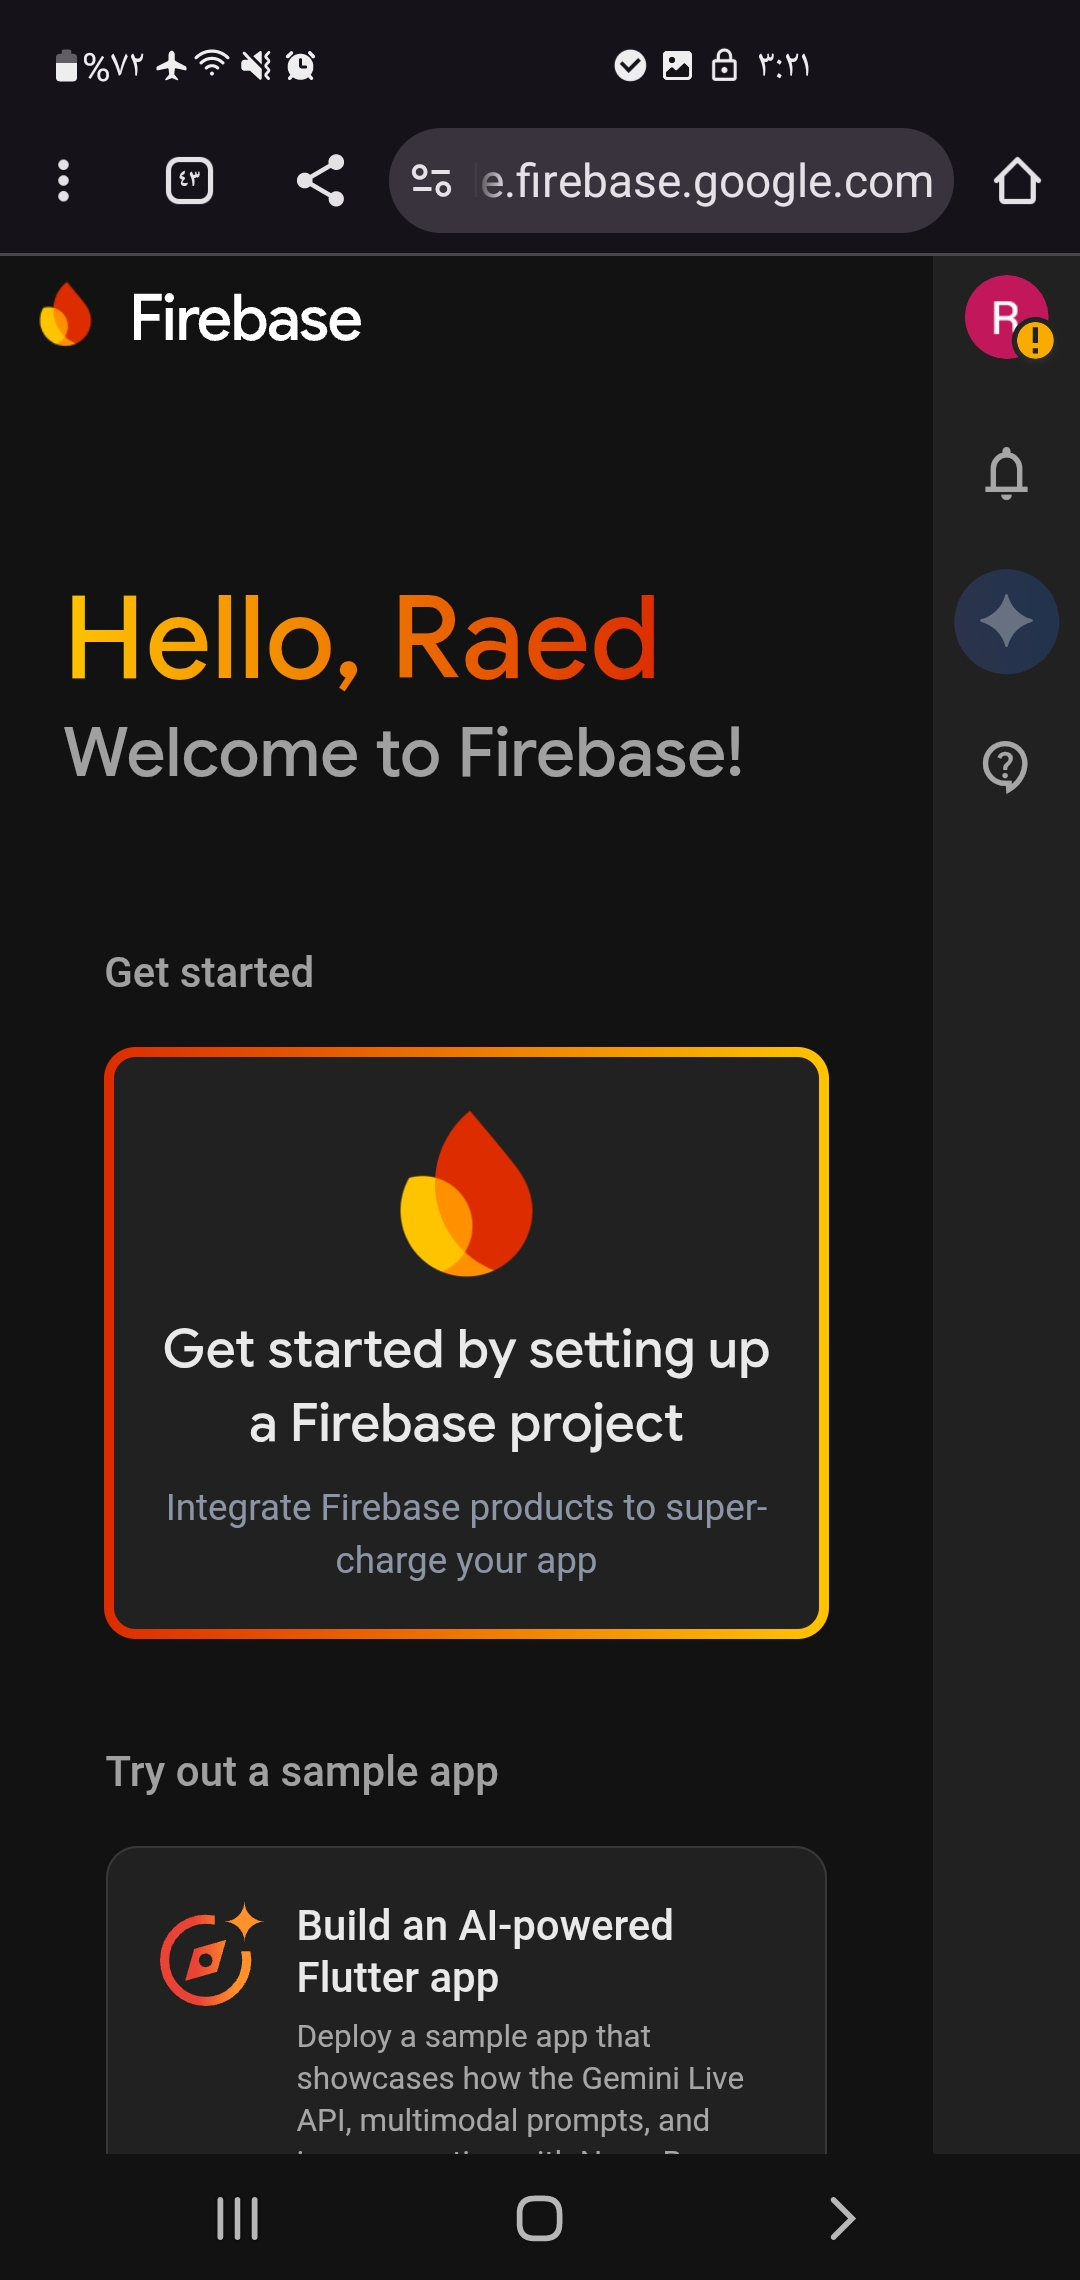 %٧٢
٣:٢١
٤٣
e.firebase.google.com
Firebase
R
Hello, Raed
Welcome to Firebase!
Get started
Get started by setting up
a Firebase project
Integrate Firebase products to super-
charge your app
Try out a sample app
Build an AI-powered
Flutter app
Deploy a sample app that
showcases how the Gemini Live
API, multimodal prompts, and